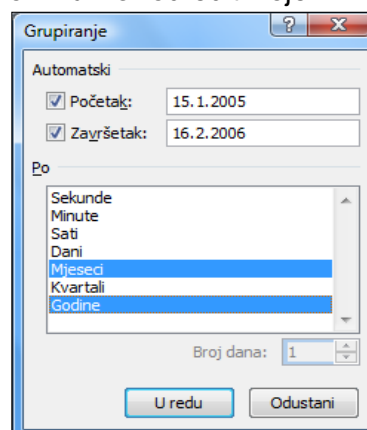 Grupiranje
Automatski
Početak: 15.1.2005
Završetak: 16.2.2006
Po
Sekunde
Minute
Sati
Dani
Mjeseci
Kvartali
Godine
Broj dana: 1
U redu Odustani